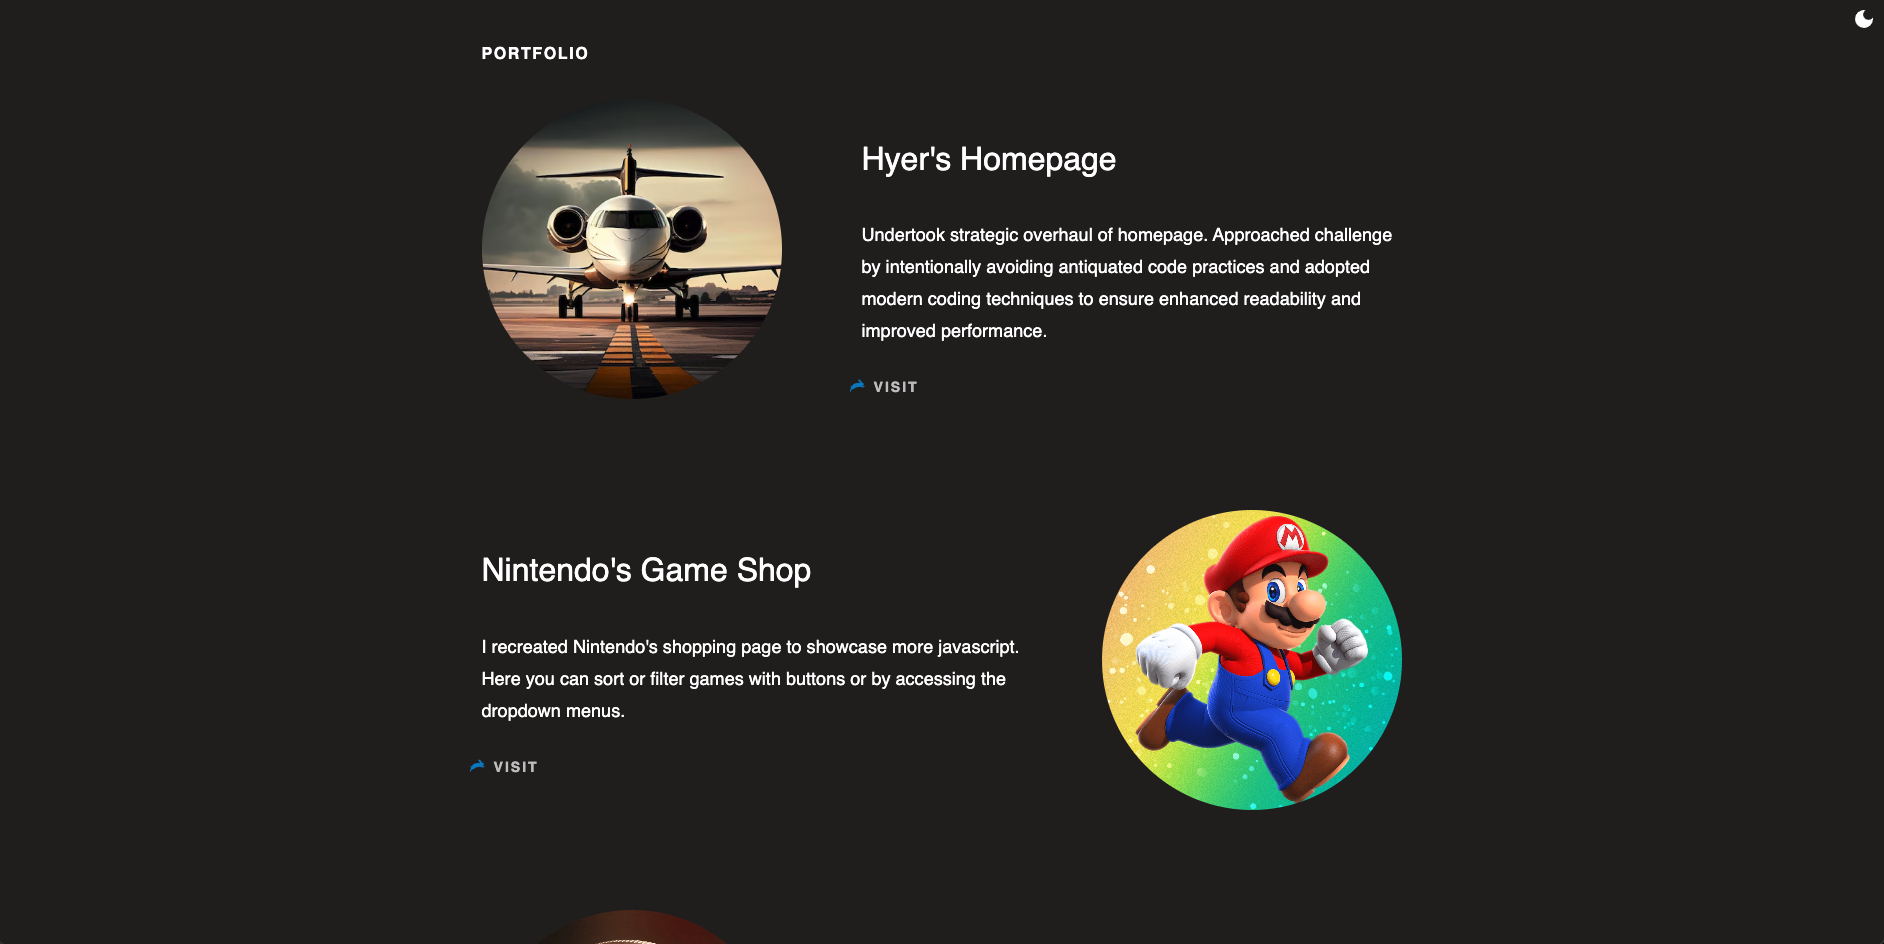 PORTFOLIO
Hyer's Homepage
Undertook strategic overhaul of homepage. Approached challenge
by intentionally avoiding antiquated code practices and adopted
modern coding techniques to ensure enhanced readability and
improved performance.
VISIT
Nintendo's Game Shop
I recreated Nintendo's shopping page to showcase more javascript.
Here you can sort or filter games with buttons or by accessing the
dropdown menus.
VISIT
M